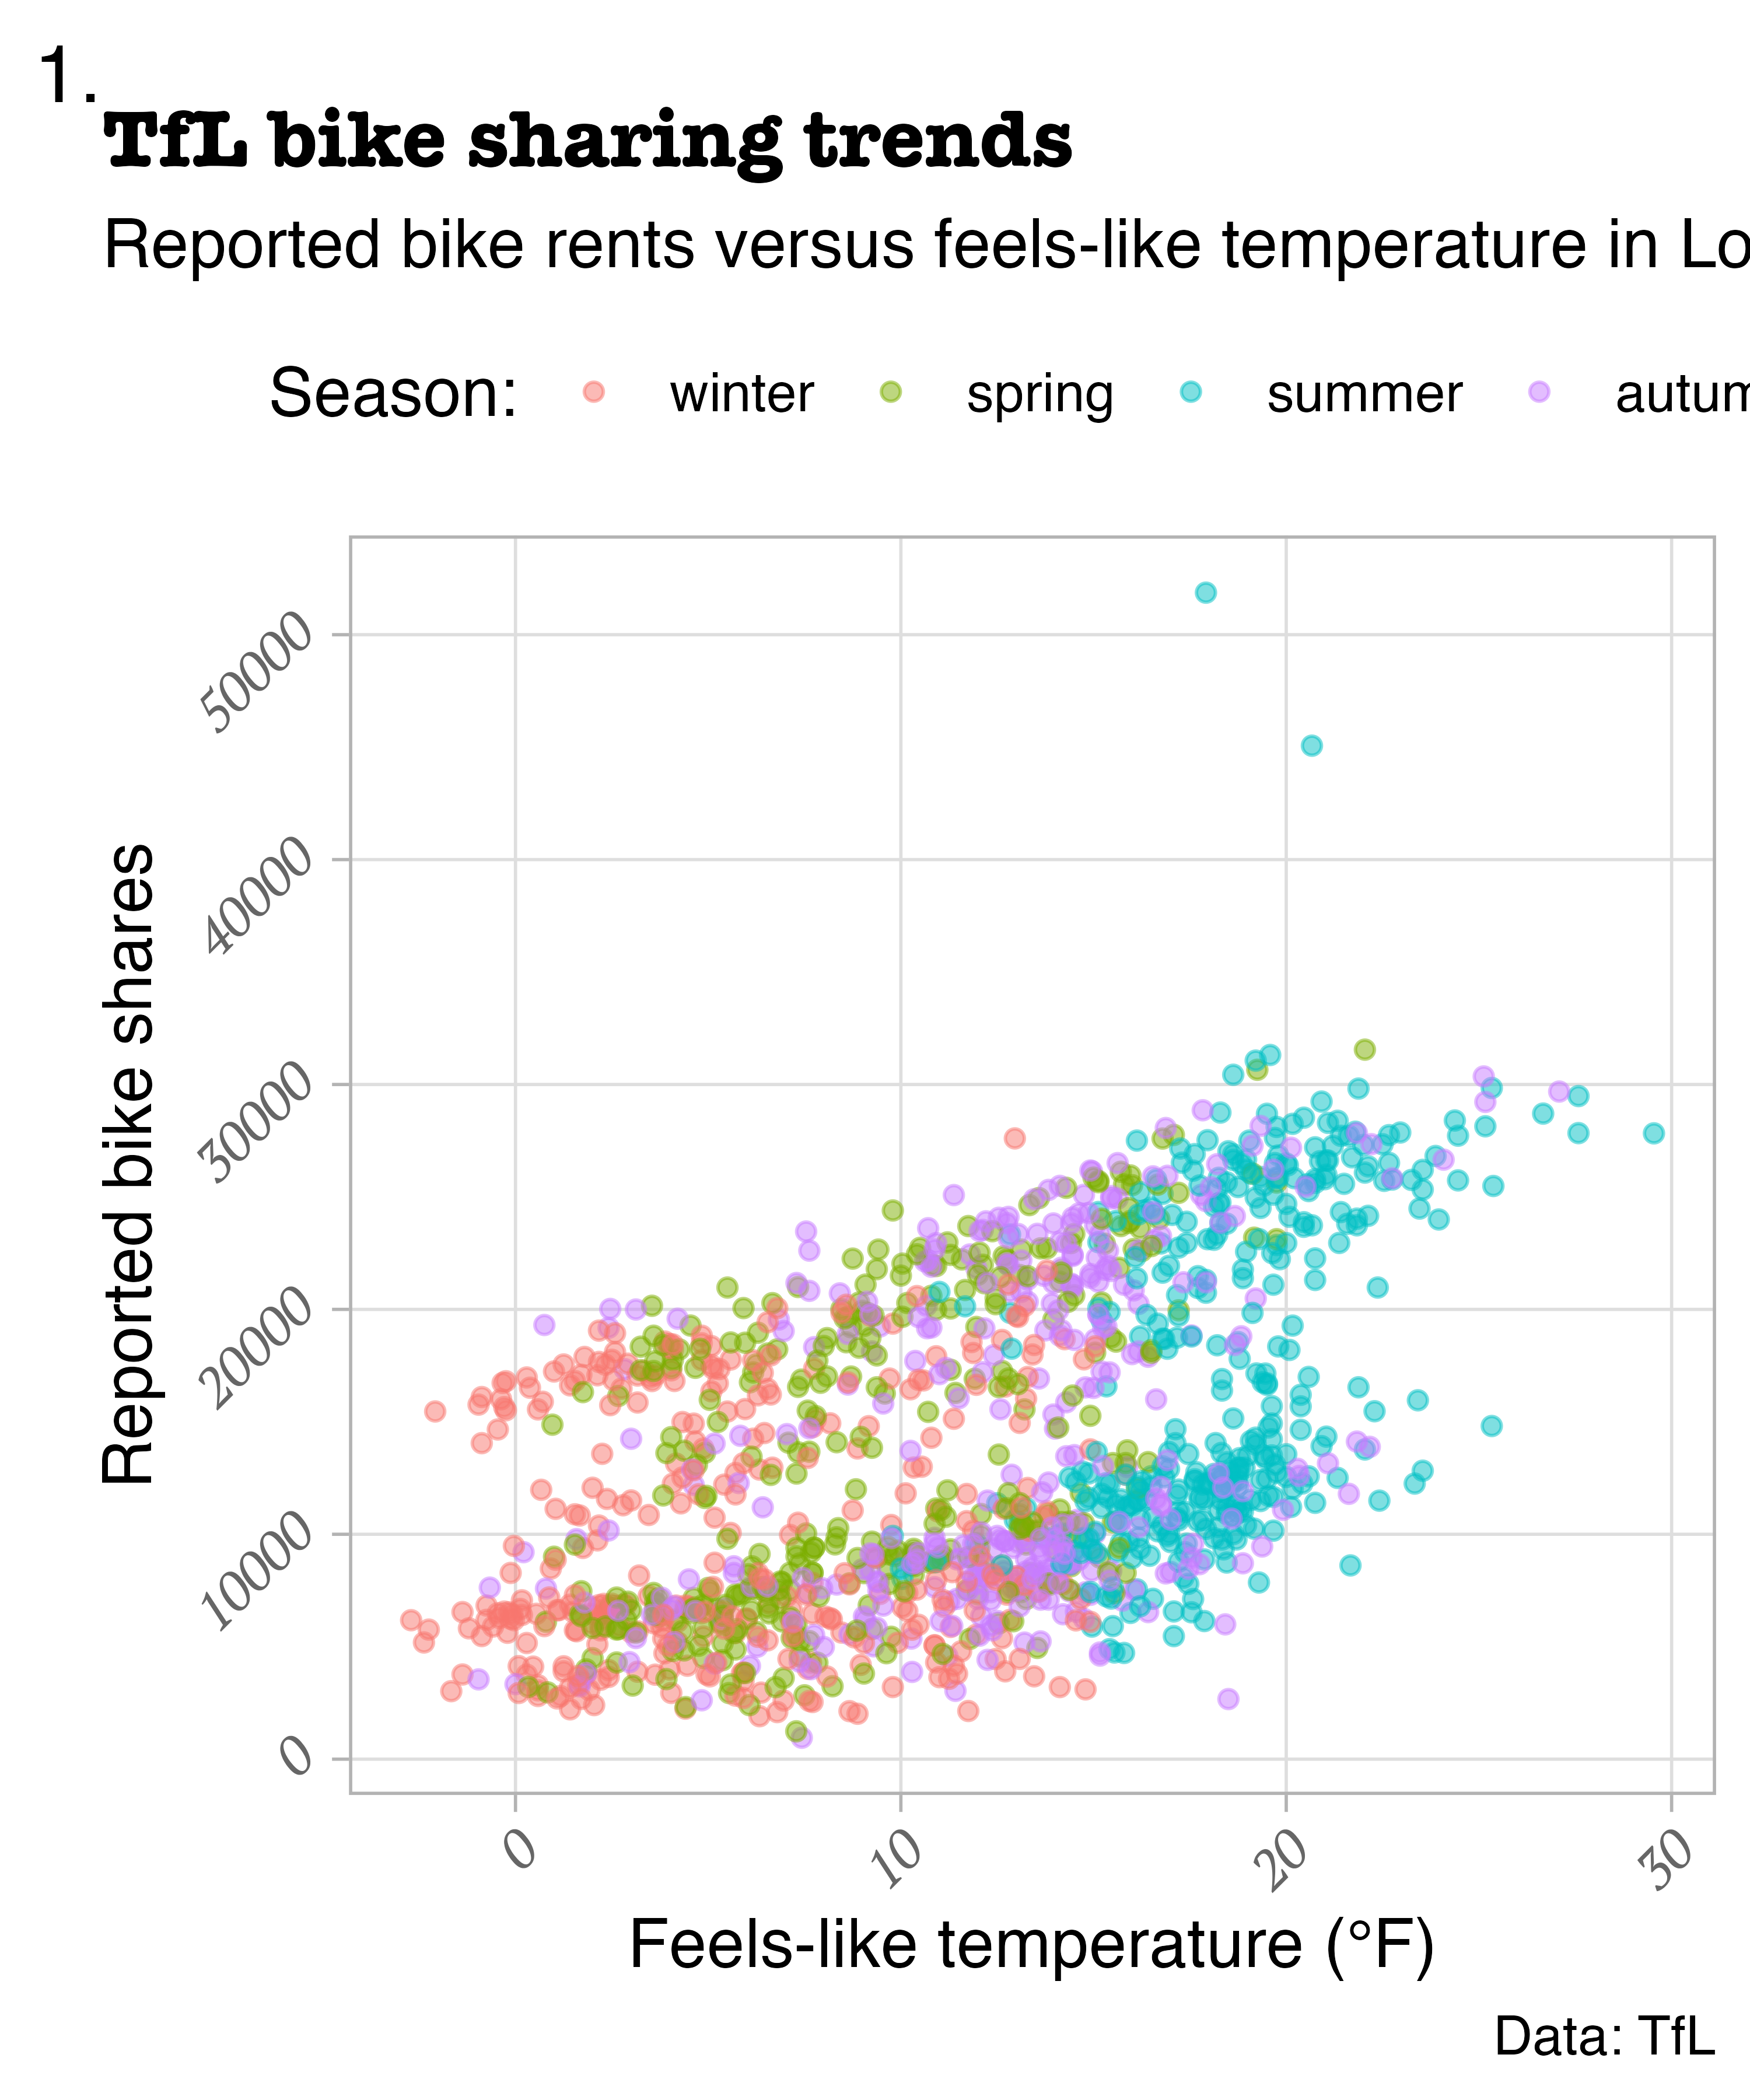 1.
TfL bike sharing trends
Reported bike rents versus feels-like temperature in Lo
Season: winter spring summer autum
50000
40000
30000
20000
10000
0
Reported bike shares
0 10 20 30
Feels-like temperature (°F)
Data: TfL